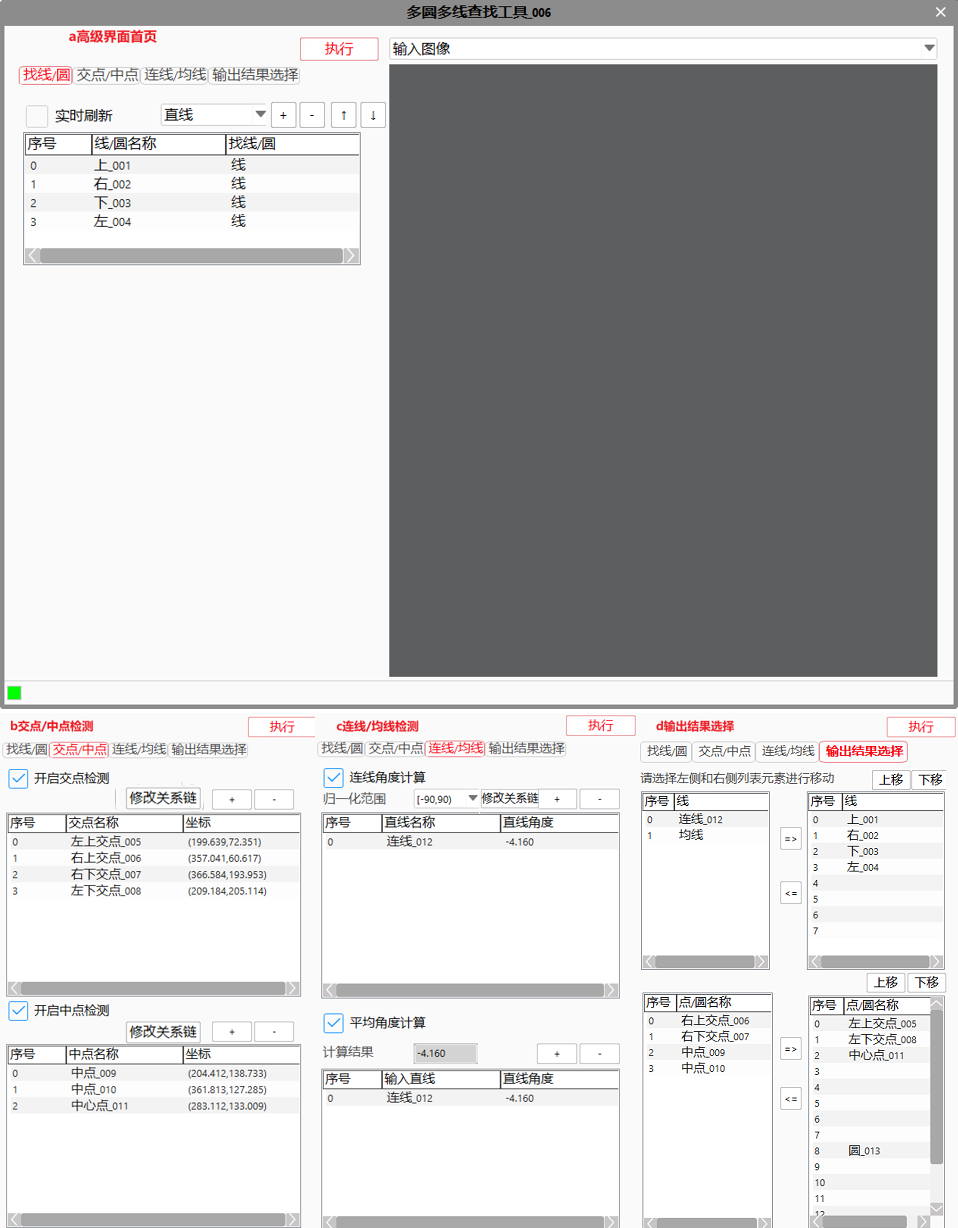 多圆多线查找工具_006
a高级界面首页
执行
输入图像
找线/圆 交点/中点 连线/均线 输出结果选择
实时刷新 直线 + - ↑ ↓
序号 线/圆名称 找线/圆
0 上_001 线
1 右_002 线
2 下_003 线
3 左_004 线
b交点/中点检测 执行
找线/圆 交点/中点 连线/均线 输出结果选择
开启交点检测
修改关系链 + -
序号 交点名称 坐标
0 左上交点_005 (199.639,72.351)
1 右上交点_006 (357.041,60.617)
2 右下交点_007 (366.584,193.953)
3 左下交点_008 (209.184,205.114)
开启中点检测
修改关系链 + -
序号 中点名称 坐标
0 中点_009 (204.412,138.733)
1 中点_010 (361.813,127.285)
2 中心点_011 (283.112,133.009)
c连线/均线检测 执行
找线/圆 交点/中点 连线/均线 输出结果选择
连线角度计算
归一化范围 [-90,90) 修改关系链 + -
序号 直线名称 直线角度
0 连线_012 -4.160
平均角度计算
计算结果 -4.160 + -
序号 输入直线 直线角度
0 连线_012 -4.160
d输出结果选择 执行
找线/圆 交点/中点 连线/均线 输出结果选择
请选择左侧和右侧列表元素进行移动 上移 下移
序号 线
0 连线_012
1 均线
=>
<=
序号 线
0 上_001
1 右_002
2 下_003
3 左_004
4
5
6
7
上移 下移
序号 点/圆名称
0 右上交点_006
1 右下交点_007
2 中点_009
3 中点_010
=>
<=
序号 点/圆名称
0 左上交点_005
1 左下交点_008
2 中心点_011
3
4
5
6
7
8 圆_013
9
10
11
12